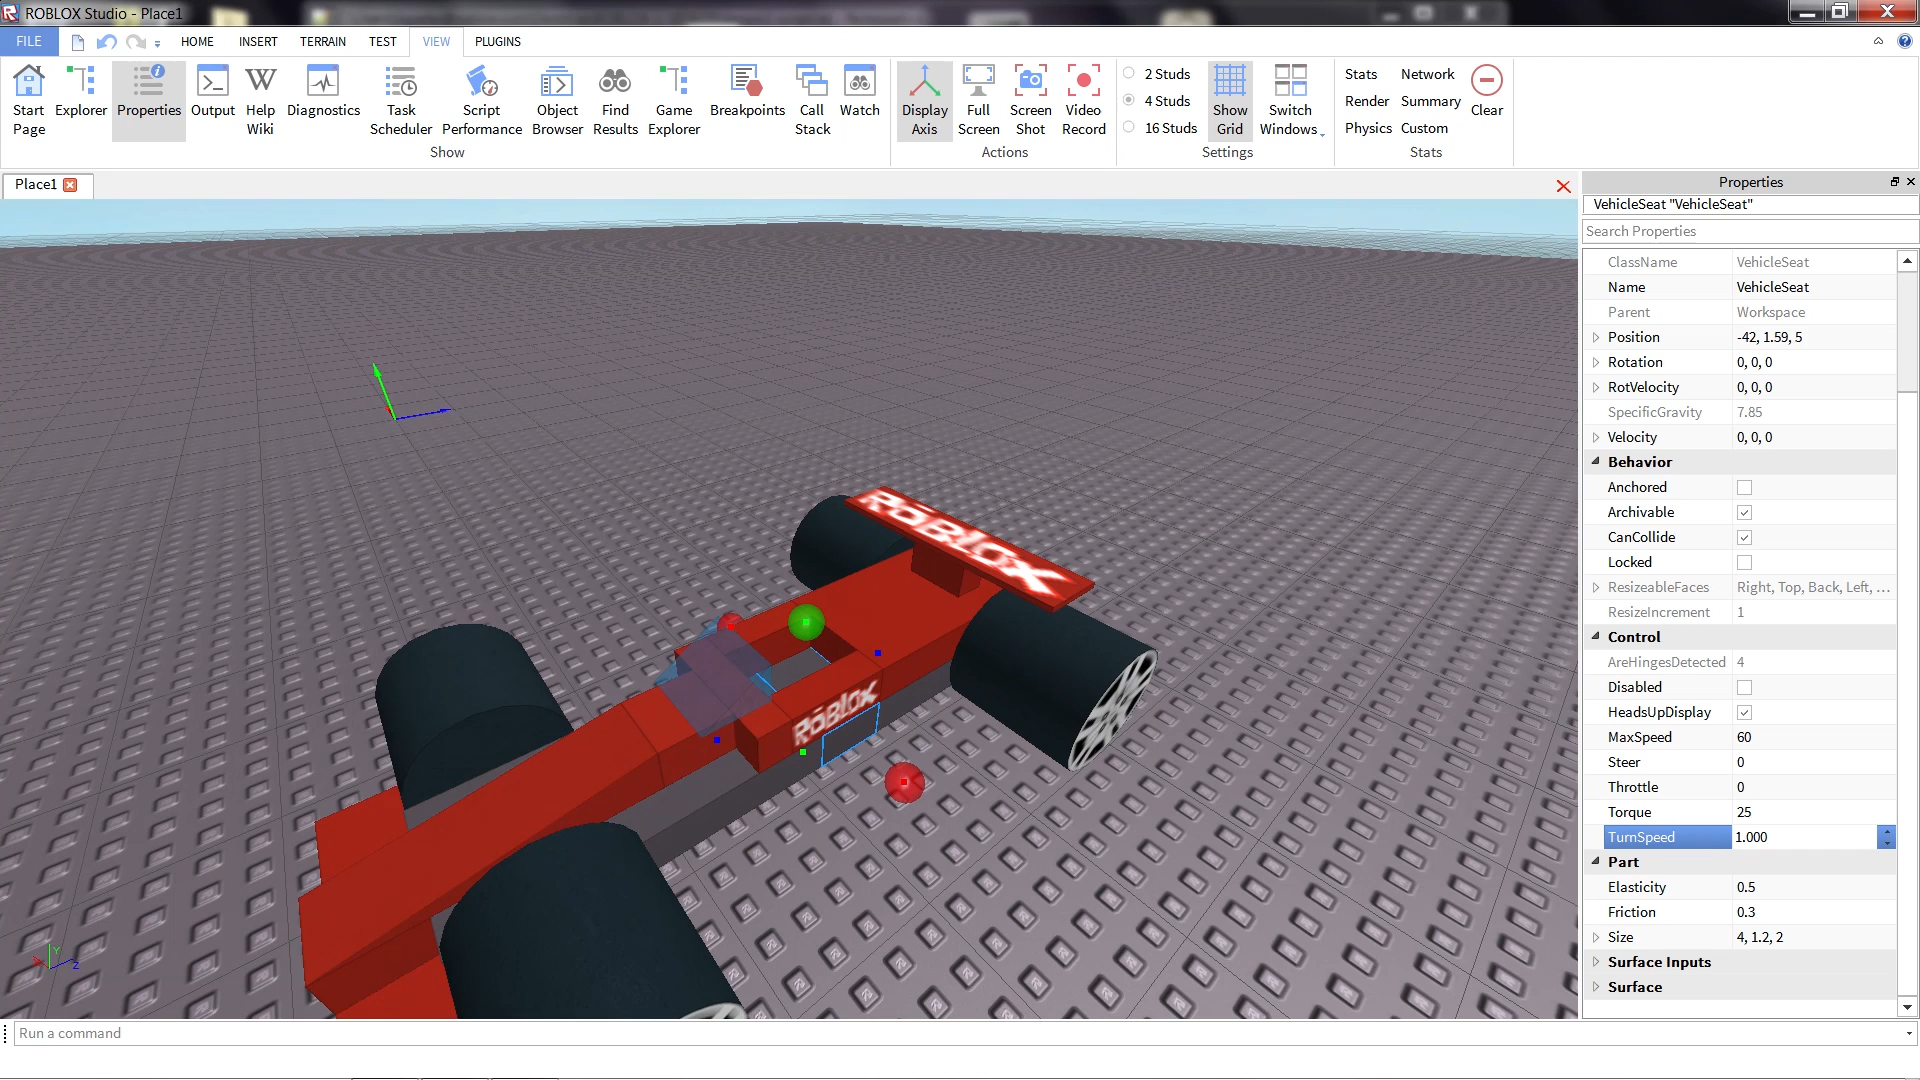 ROBLOX Studio - Place1
FILE
HOME
INSERT
TERRAIN
TEST
VIEW
PLUGINS
Start Page
Explorer
Properties
Output
Help Wiki
Diagnostics
Task Scheduler
Script Performance
Object Browser
Find Results
Game Explorer
Breakpoints
Call Stack
Watch
Show
Display Axis
Full Screen
Screen Shot
Video Record
Actions
2 Studs
4 Studs
16 Studs
Show Grid
Switch Windows
Settings
Stats
Network
Render
Summary
Physics
Custom
Clear
Stats
Place1
Properties
VehicleSeat "VehicleSeat"
Search Properties
ClassName VehicleSeat
Name VehicleSeat
Parent Workspace
Position -42, 1.59, 5
Rotation 0, 0, 0
RotVelocity 0, 0, 0
SpecificGravity 7.85
Velocity 0, 0, 0
Behavior
Anchored
Archivable
CanCollide
Locked
ResizeableFaces Right, Top, Back, Left, ...
ResizeIncrement 1
Control
AreHingesDetected 4
Disabled
HeadsUpDisplay
MaxSpeed 60
Steer 0
Throttle 0
Torque 25
TurnSpeed 1.000
Part
Elasticity 0.5
Friction 0.3
Size 4, 1.2, 2
Surface Inputs
Surface
ROBLOX
ROBLOX
Y
Z
Run a command